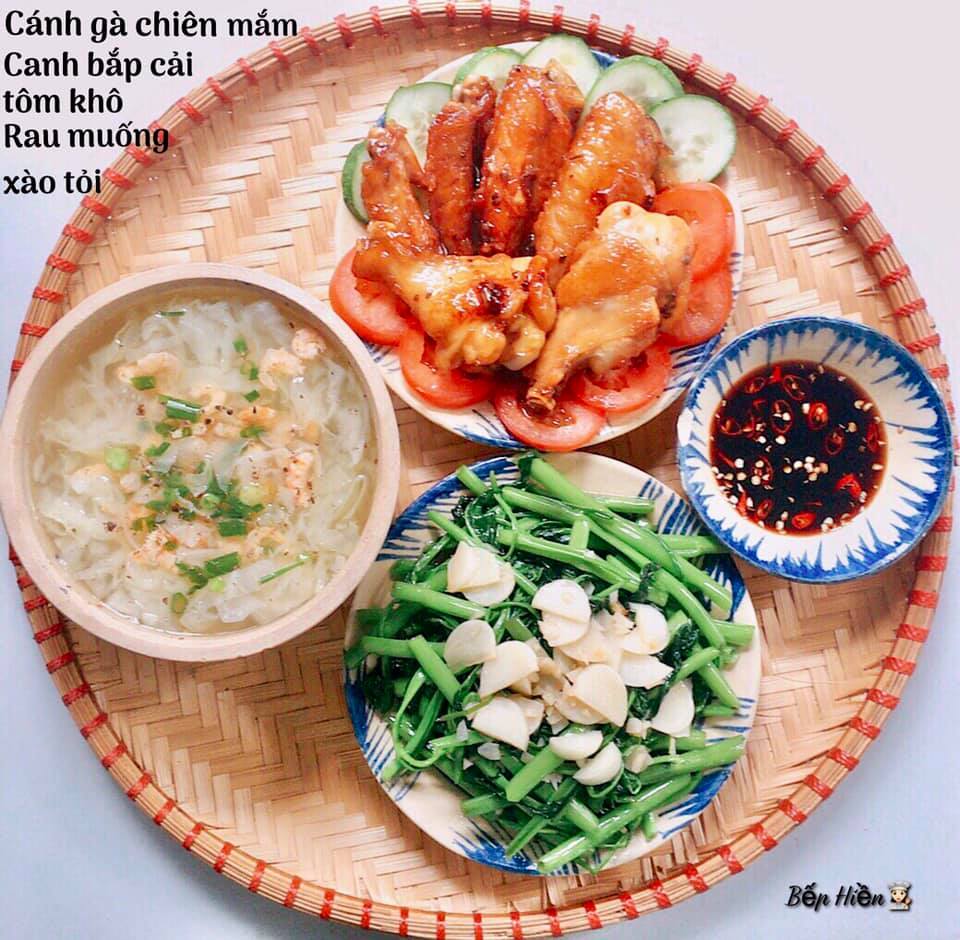 Cánh gà chiên mắm
Canh bắp cải
tôm khô
Rau muống
xào tỏi
Bếp Hiền